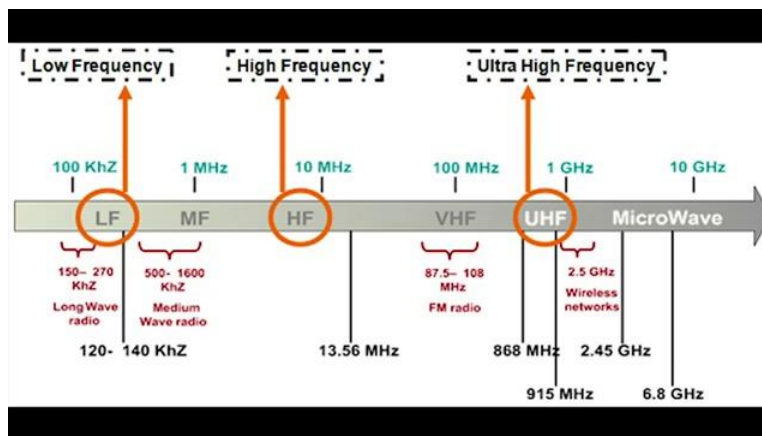 Low Frequency
High Frequency
Ultra High Frequency
100 KhZ
1 MHz
10 MHz
100 MHz
1 GHz
10 GHz
LF
MF
HF
VHF
UHF
MicroWave
150– 270
KhZ
Long Wave
radio
500- 1600
KhZ
Medium
Wave radio
87.5– 108
MHz
FM radio
2.5 GHz
Wireless
networks
120- 140 KhZ
13.56 MHz
868 MHz
2.45 GHz
915 MHz
6.8 GHz